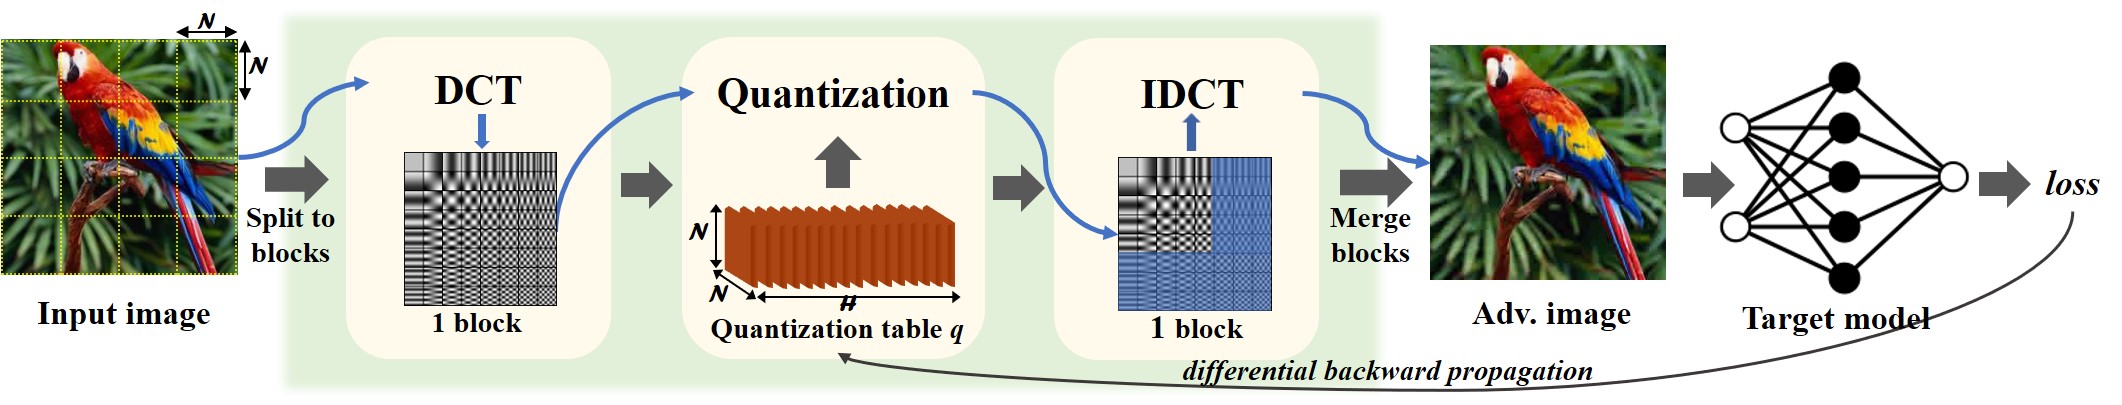 N
N
Input image
Split to
blocks
DCT
1 block
Quantization
N
N
H
Quantization table q
IDCT
1 block
Merge
blocks
Adv. image
Target model
loss
differential backward propagation